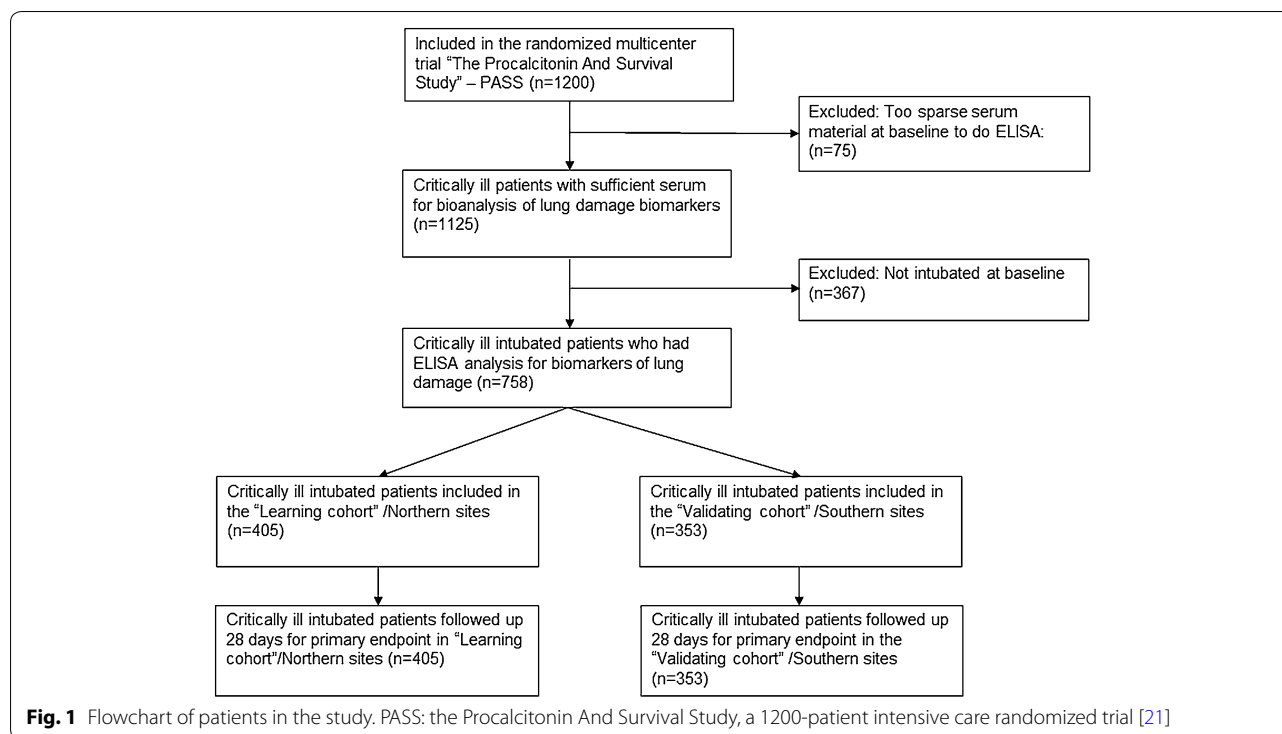 Included in the randomized multicenter
trial “The Procalcitonin And Survival
Study” – PASS (n=1200)
Excluded: Too sparse serum
material at baseline to do ELISA:
(n=75)
Critically ill patients with sufficient serum
for bioanalysis of lung damage biomarkers
(n=1125)
Excluded: Not intubated at baseline
(n=367)
Critically ill intubated patients who had
ELISA analysis for biomarkers of lung
damage (n=758)
Critically ill intubated patients included in
the “Learning cohort” /Northern sites
(n=405)
Critically ill intubated patients included in
the “Validating cohort” /Southern sites
(n=353)
Critically ill intubated patients followed up
28 days for primary endpoint in “Learning
cohort”/Northern sites (n=405)
Critically ill intubated patients followed up
28 days for primary endpoint in the
“Validating cohort” /Southern sites
(n=353)
Fig. 1 Flowchart of patients in the study. PASS: the Procalcitonin And Survival Study, a 1200-patient intensive care randomized trial [21]